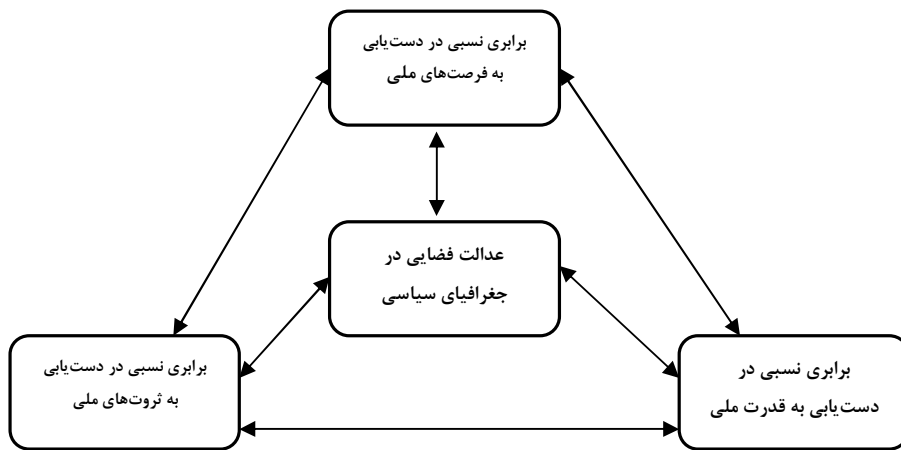 برابری نسبی در دست‌یابی
به فرصت‌های ملی
عدالت فضایی در
جغرافیای سیاسی
برابری نسبی در
دست‌یابی به قدرت ملی
برابری نسبی در دست‌یابی
به ثروت‌های ملی